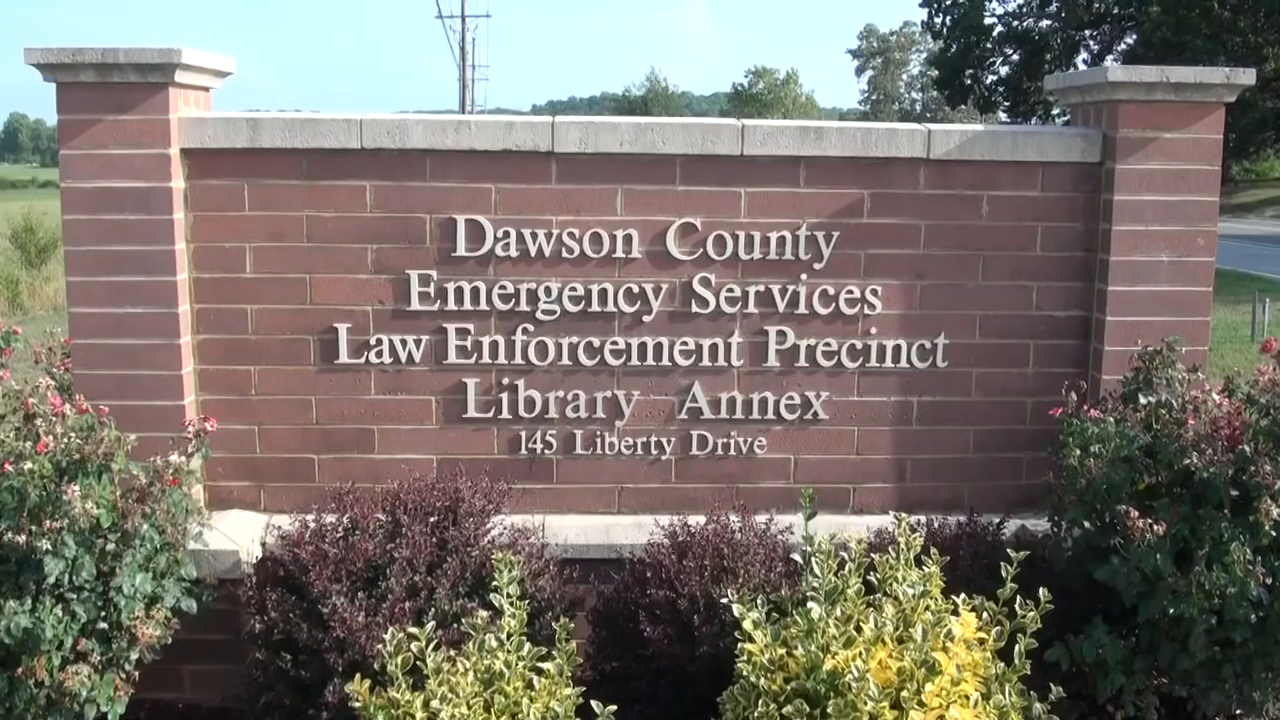 Dawson County
Emergency Services
Law Enforcement Precinct
Library Annex
145 Liberty Drive